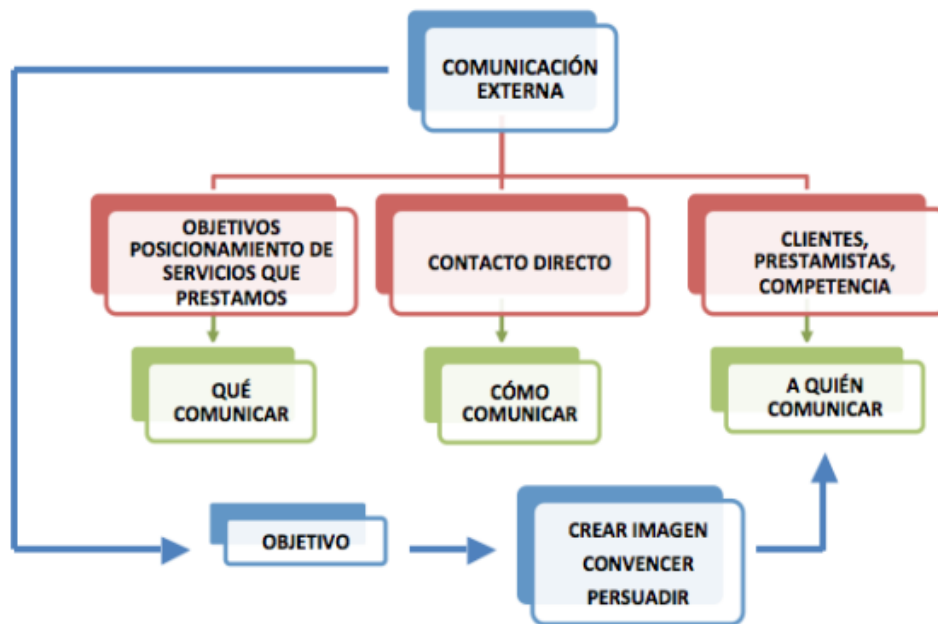 COMUNICACIÓN
EXTERNA
OBJETIVOS
POSICIONAMIENTO DE
SERVICIOS QUE
PRESTAMOS
CONTACTO DIRECTO
CLIENTES,
PRESTAMISTAS,
COMPETENCIA
QUÉ
COMUNICAR
CÓMO
COMUNICAR
A QUIÉN
COMUNICAR
OBJETIVO
CREAR IMAGEN
CONVENCER
PERSUADIR